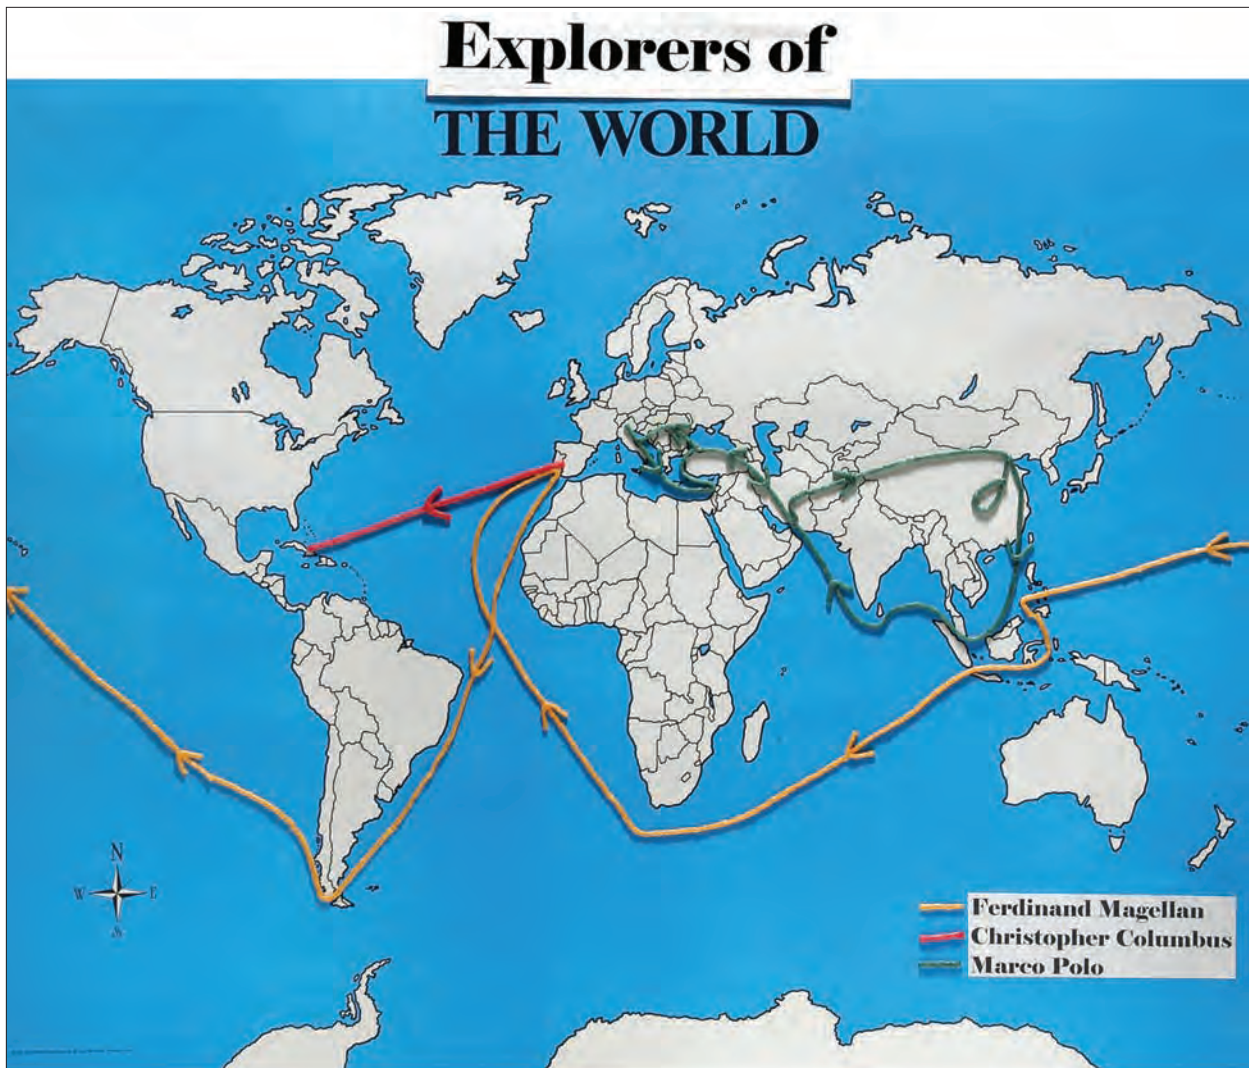 Explorers of
THE WORLD
N
W E
S
Ferdinand Magellan
Christopher Columbus
Marco Polo